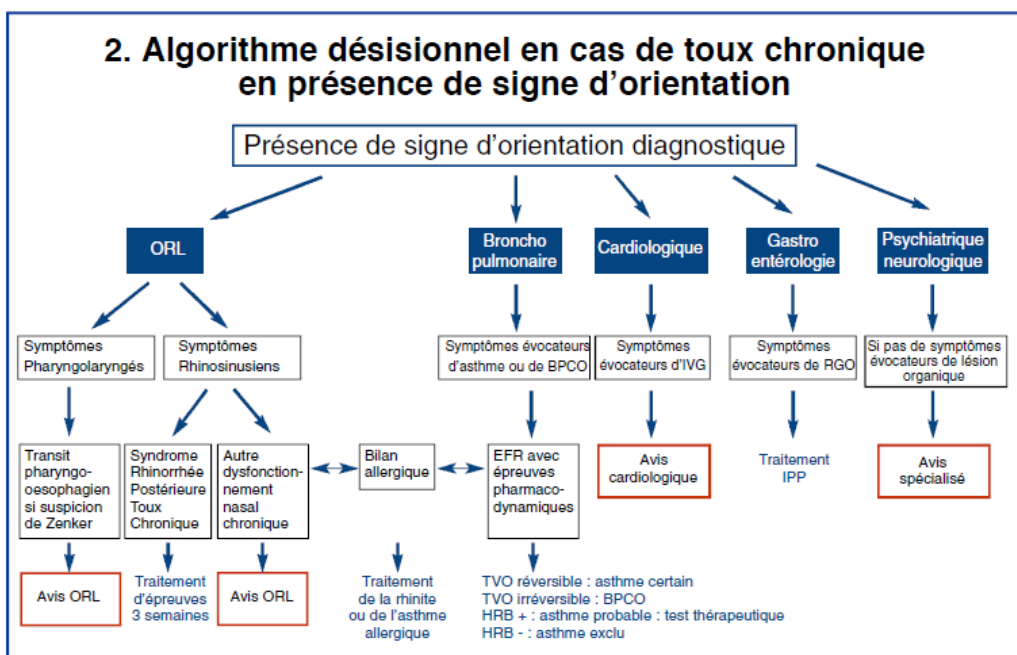 2. Algorithme désisionnel en cas de toux chronique
en présence de signe d'orientation
Présence de signe d'orientation diagnostique
ORL
Broncho
pulmonaire
Cardiologique
Gastro
entérologie
Psychiatrique
neurologique
Symptômes
Pharyngolaryngés
Symptômes
Rhinosinusiens
Symptômes évocateurs
d'asthme ou de BPCO
Symptômes
évocateurs d'IVG
Symptômes
évocateurs de RGO
Si pas de symptômes
évocateurs de lésion
organique
Transit
pharyngo-
oesophagien
si suspicion
de Zenker
Syndrome
Rhinorrhée
Postérieure
Toux
Chronique
Autre
dysfonction-
nement
nasal
chronique
Bilan
allergique
EFR avec
épreuves
pharmaco-
dynamiques
Avis
cardiologique
Traitement
IPP
Avis
spécialisé
Avis ORL
Traitement
d'épreuves
3 semaines
Avis ORL
Traitement
de la rhinite
ou de l'asthme
allergique
TVO réversible : asthme certain
TVO irréversible : BPCO
HRB + : asthme probable : test thérapeutique
HRB - : asthme exclu